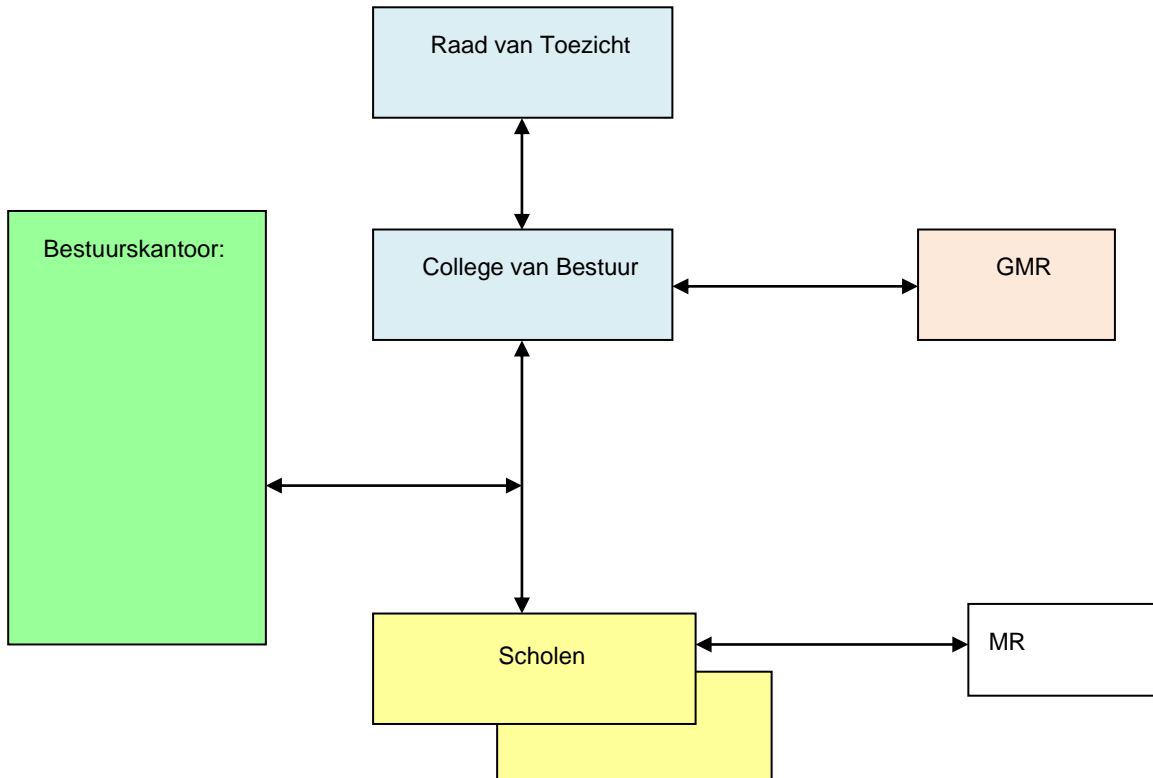 Raad van Toezicht
Bestuurskantoor:
College van Bestuur
GMR
Scholen
MR